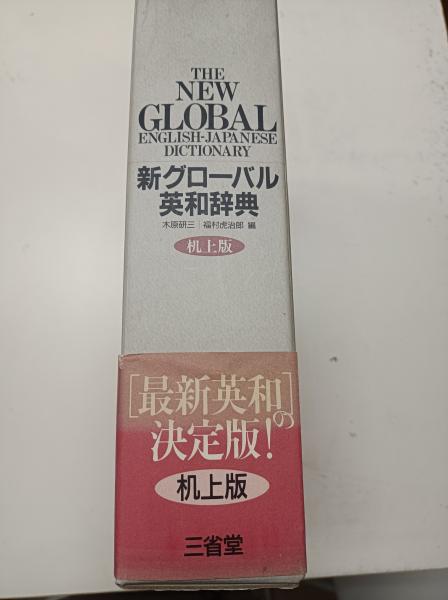 THE
NEW
GLOBAL
ENGLISH-JAPANESE
DICTIONARY
新グローバル
英和辞典
木原研三｜福村虎治郎 編
机上版
[最新英和]の
決定版!
机上版
三省堂